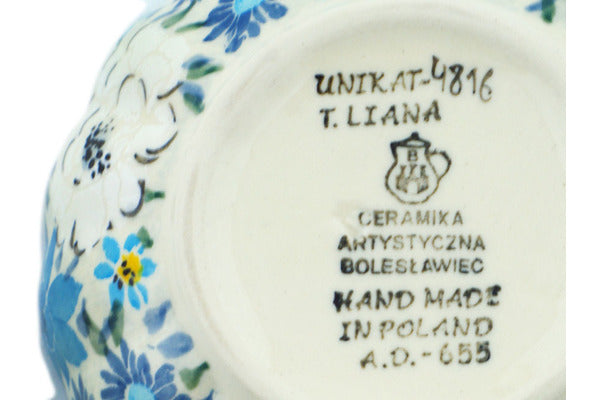 UNIKAT-4816
T. LIANA
B
CERAMIKA
ARTYSTYCZNA
BOLESŁAWIEC
HAND MADE
IN POLAND
A.D.-655